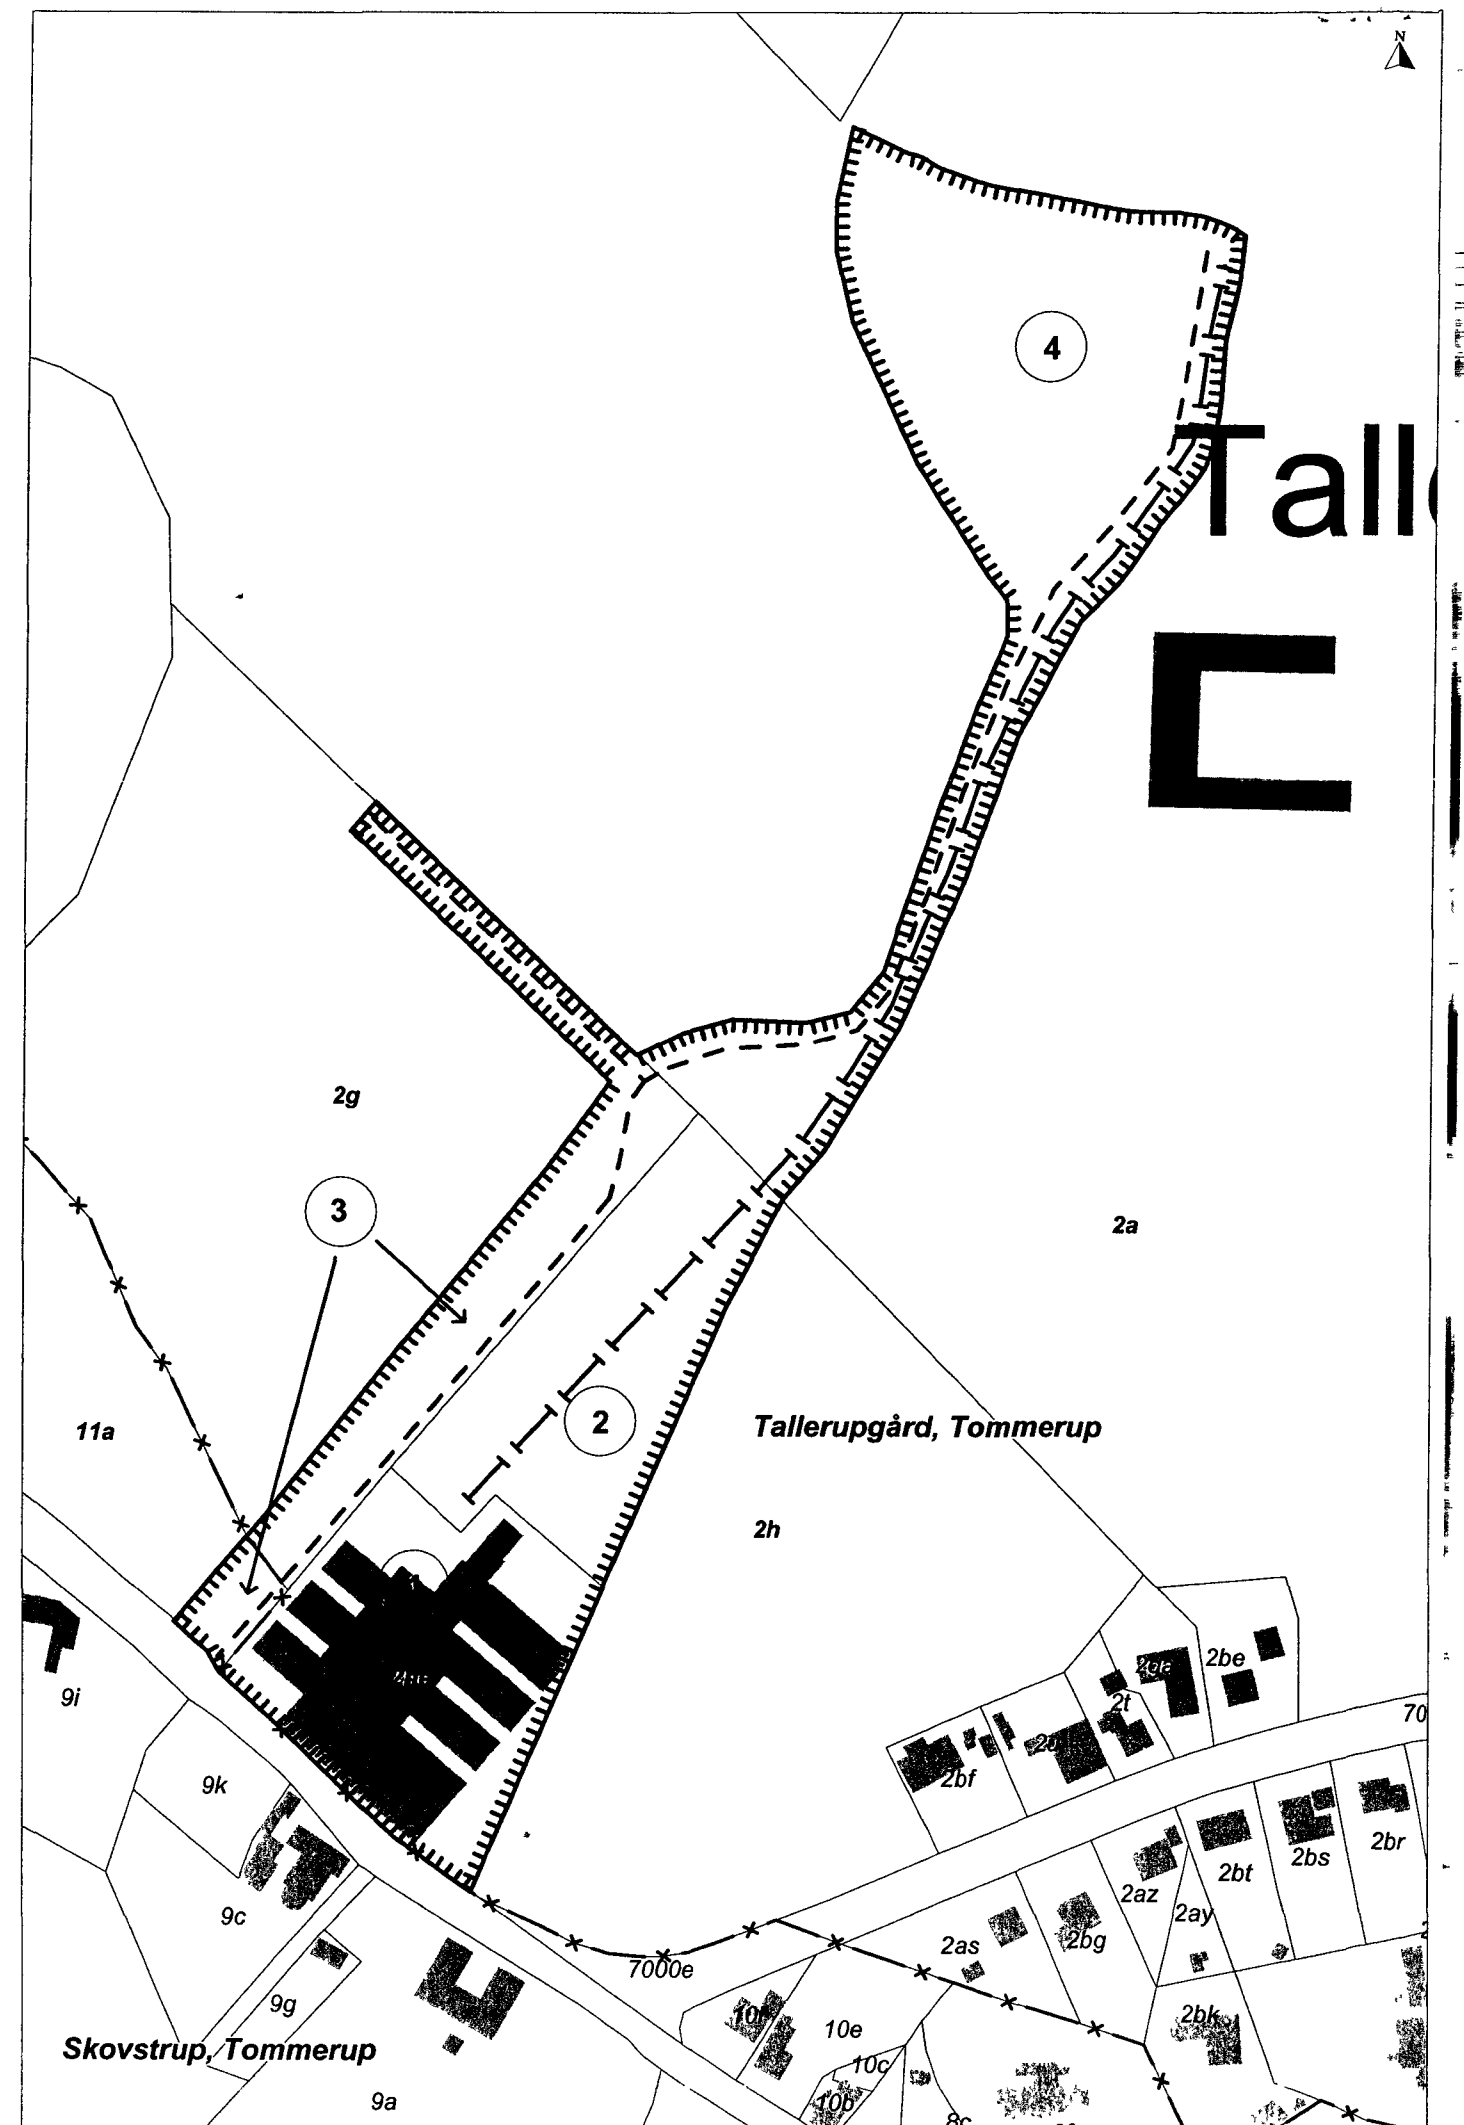 N
4
Tall
2g
3
2a
11a
2
Tallerupgård, Tommerup
2h
2be
9i
2t
70
2bf
9k
2br
2bs
2bt
2az
2ay
9c
2as
2bg
7000e
9g
2bk
10e
Skovstrup, Tommerup
10c
9a
10b
8c